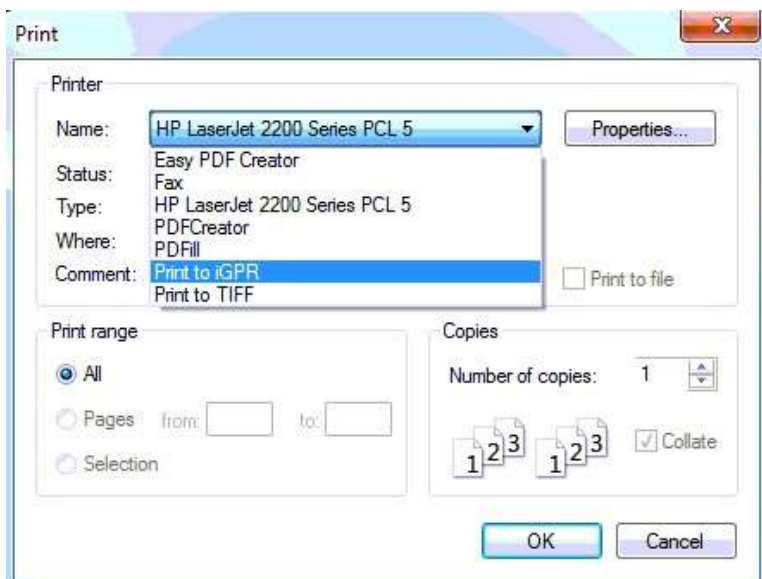 Print
X
Printer
Name: HP LaserJet 2200 Series PCL 5 Properties...
Easy PDF Creator
Status:
Fax
Type: HP LaserJet 2200 Series PCL 5
PDFCreator
Where:
PDFill
Comment: Print to iGPR Print to file
Print to TIFF
Print range Copies
All Number of copies: 1
Pages from: to:
1 2 3 1 2 3 Collate
Selection
OK Cancel